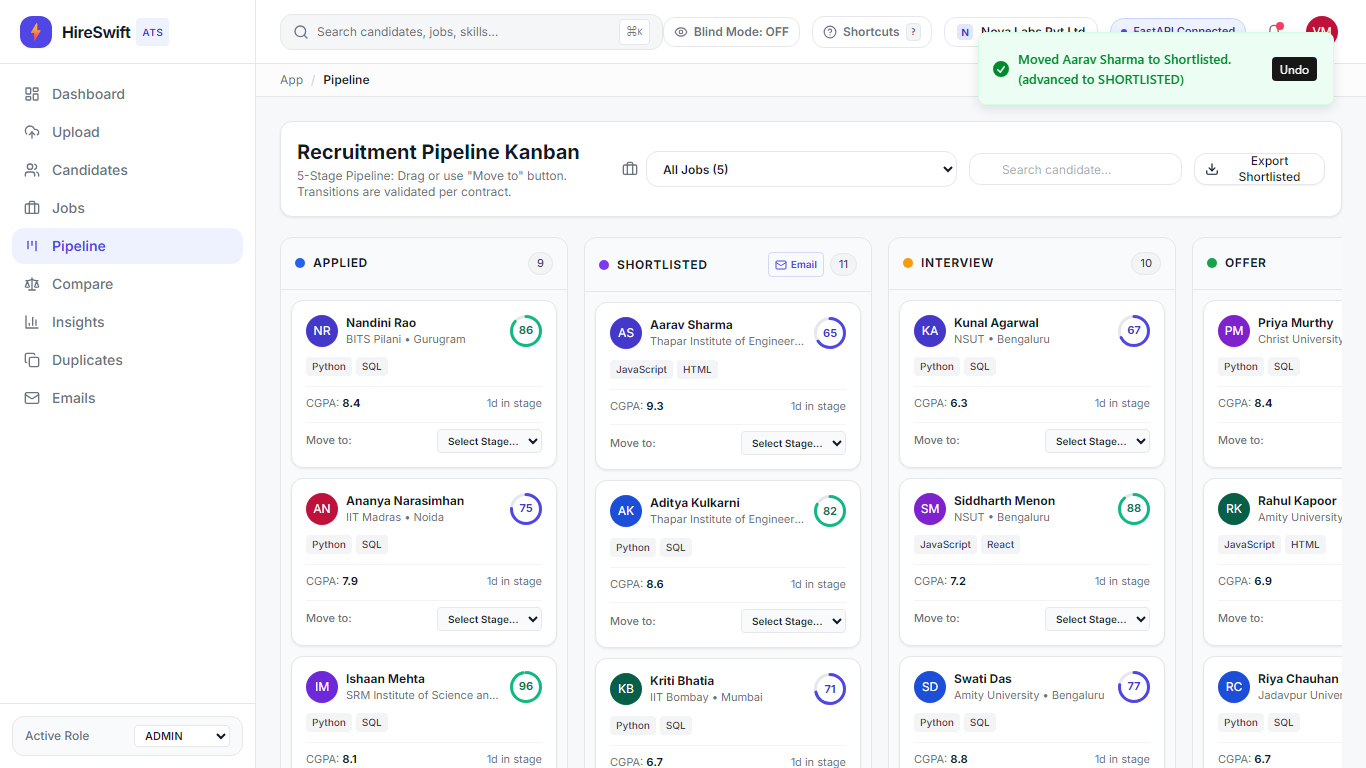 HireSwift ATS
Search candidates, jobs, skills...
⌘K
Blind Mode: OFF
Shortcuts ?
N Nova Labs Pvt Ltd
FastAPI Connected
VM
Moved Aarav Sharma to Shortlisted.
(advanced to SHORTLISTED)
Undo
App / Pipeline
Dashboard
Upload
Candidates
Jobs
Pipeline
Compare
Insights
Duplicates
Emails
Active Role
ADMIN
Recruitment Pipeline Kanban
5-Stage Pipeline: Drag or use "Move to" button.
Transitions are validated per contract.
All Jobs (5)
Search candidate...
Export
Shortlisted
APPLIED 9
NR Nandini Rao 86
BITS Pilani • Gurugram
Python SQL
CGPA: 8.4 1d in stage
Move to: Select Stage...
AN Ananya Narasimhan 75
IIT Madras • Noida
Python SQL
CGPA: 7.9 1d in stage
Move to: Select Stage...
IM Ishaan Mehta 96
SRM Institute of Science an...
Python SQL
CGPA: 8.1 1d in stage
SHORTLISTED Email 11
AS Aarav Sharma 65
Thapar Institute of Engineer...
JavaScript HTML
CGPA: 9.3 1d in stage
Move to: Select Stage...
AK Aditya Kulkarni 82
Thapar Institute of Engineer...
Python SQL
CGPA: 8.6 1d in stage
Move to: Select Stage...
KB Kriti Bhatia 71
IIT Bombay • Mumbai
Python SQL
CGPA: 6.7 1d in stage
INTERVIEW 10
KA Kunal Agarwal 67
NSUT • Bengaluru
Python SQL
CGPA: 6.3 1d in stage
Move to: Select Stage...
SM Siddharth Menon 88
NSUT • Bengaluru
JavaScript React
CGPA: 7.2 1d in stage
Move to: Select Stage...
SD Swati Das 77
Amity University • Bengaluru
Python SQL
CGPA: 8.8 1d in stage
OFFER
PM Priya Murthy
Christ University
Python SQL
CGPA: 8.4
Move to:
RK Rahul Kapoor
Amity University
JavaScript HTML
CGPA: 6.9
Move to:
RC Riya Chauhan
Jadavpur Univer
Python SQL
CGPA: 6.7